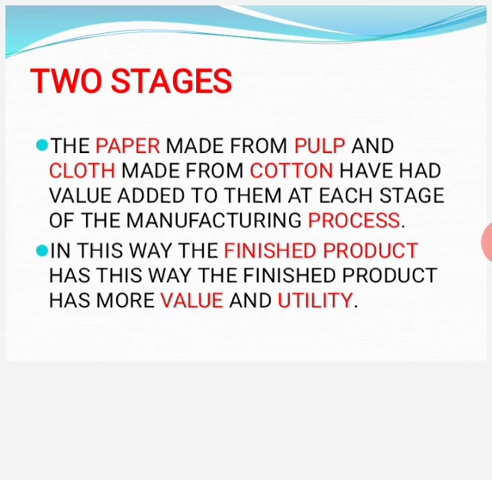 TWO STAGES
THE PAPER MADE FROM PULP AND
CLOTH MADE FROM COTTON HAVE HAD
VALUE ADDED TO THEM AT EACH STAGE
OF THE MANUFACTURING PROCESS.
IN THIS WAY THE FINISHED PRODUCT
HAS THIS WAY THE FINISHED PRODUCT
HAS MORE VALUE AND UTILITY.